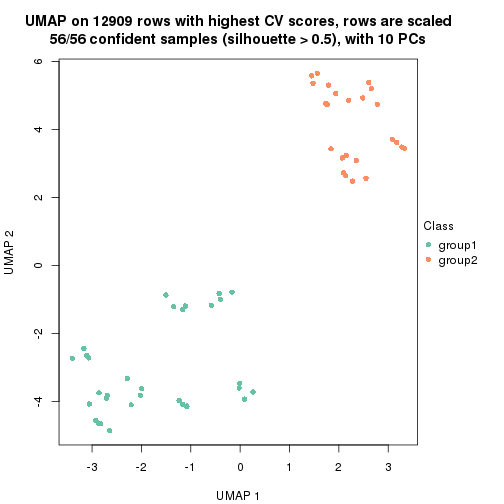 UMAP on 12909 rows with highest CV scores, rows are scaled
56/56 confident samples (silhouette > 0.5), with 10 PCs
6
4
2
0
-2
-4
UMAP 2
Class
group1
group2
-3 -2 -1 0 1 2 3
UMAP 1